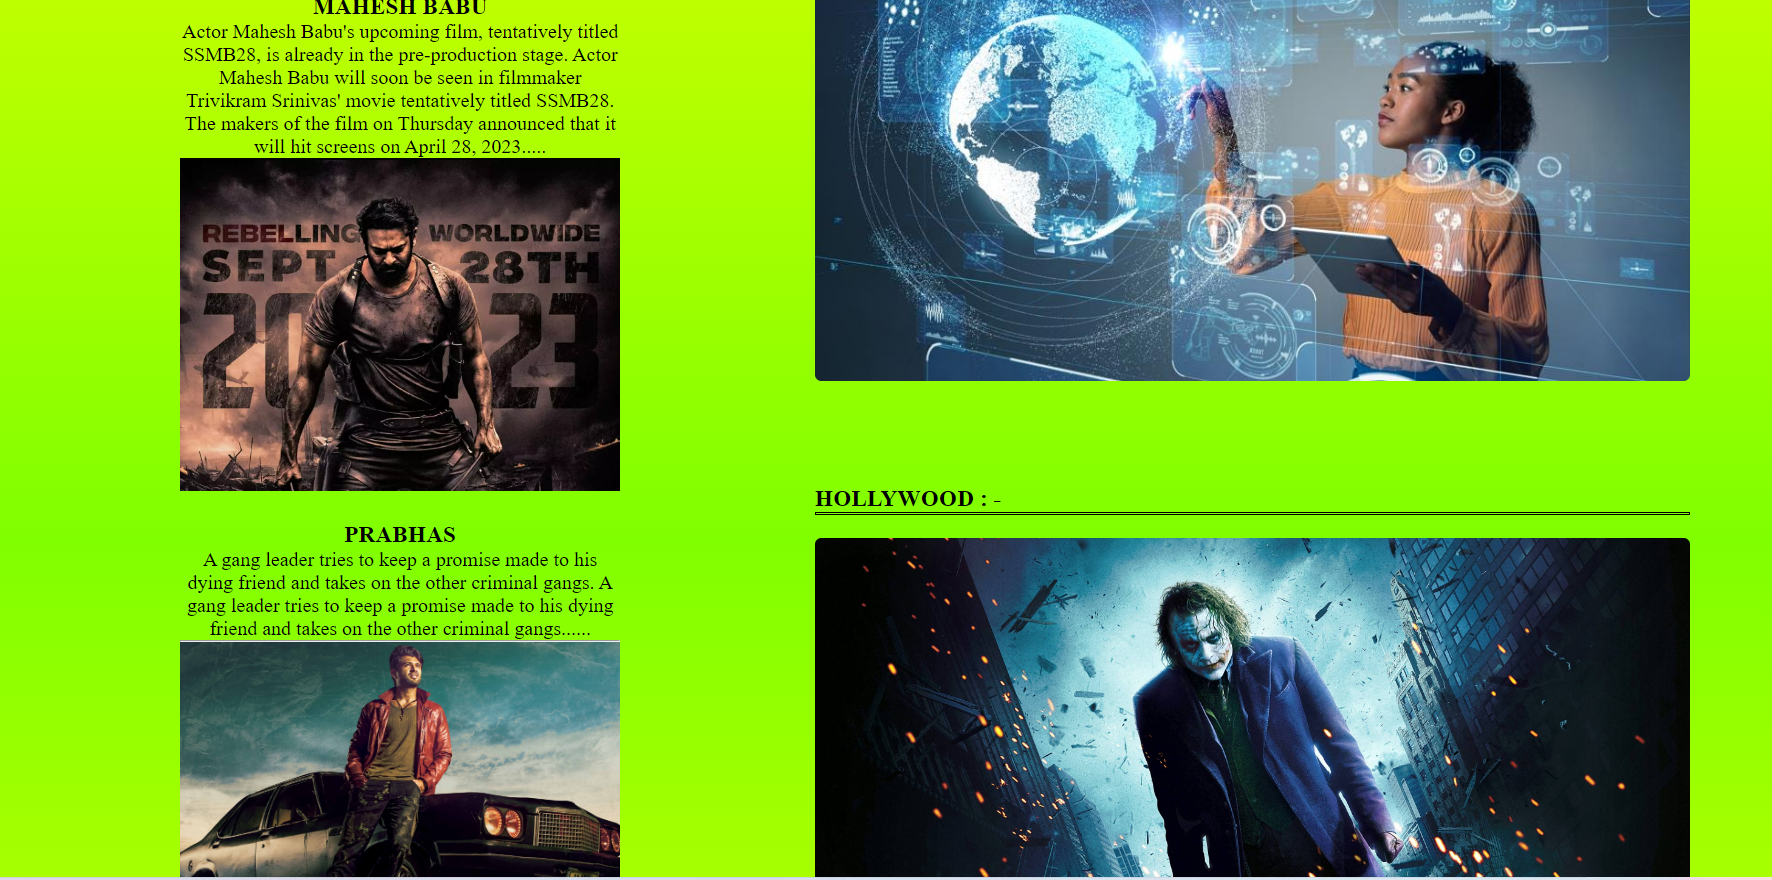 MAHESH BABU
Actor Mahesh Babu's upcoming film, tentatively titled
SSMB28, is already in the pre-production stage. Actor
Mahesh Babu will soon be seen in filmmaker
Trivikram Srinivas' movie tentatively titled SSMB28.
The makers of the film on Thursday announced that it
will hit screens on April 28, 2023.....
REBELLING WORLDWIDE
SEPT 28TH
2023
PRABHAS
A gang leader tries to keep a promise made to his
dying friend and takes on the other criminal gangs. A
gang leader tries to keep a promise made to his dying
friend and takes on the other criminal gangs......
HOLLYWOOD : -